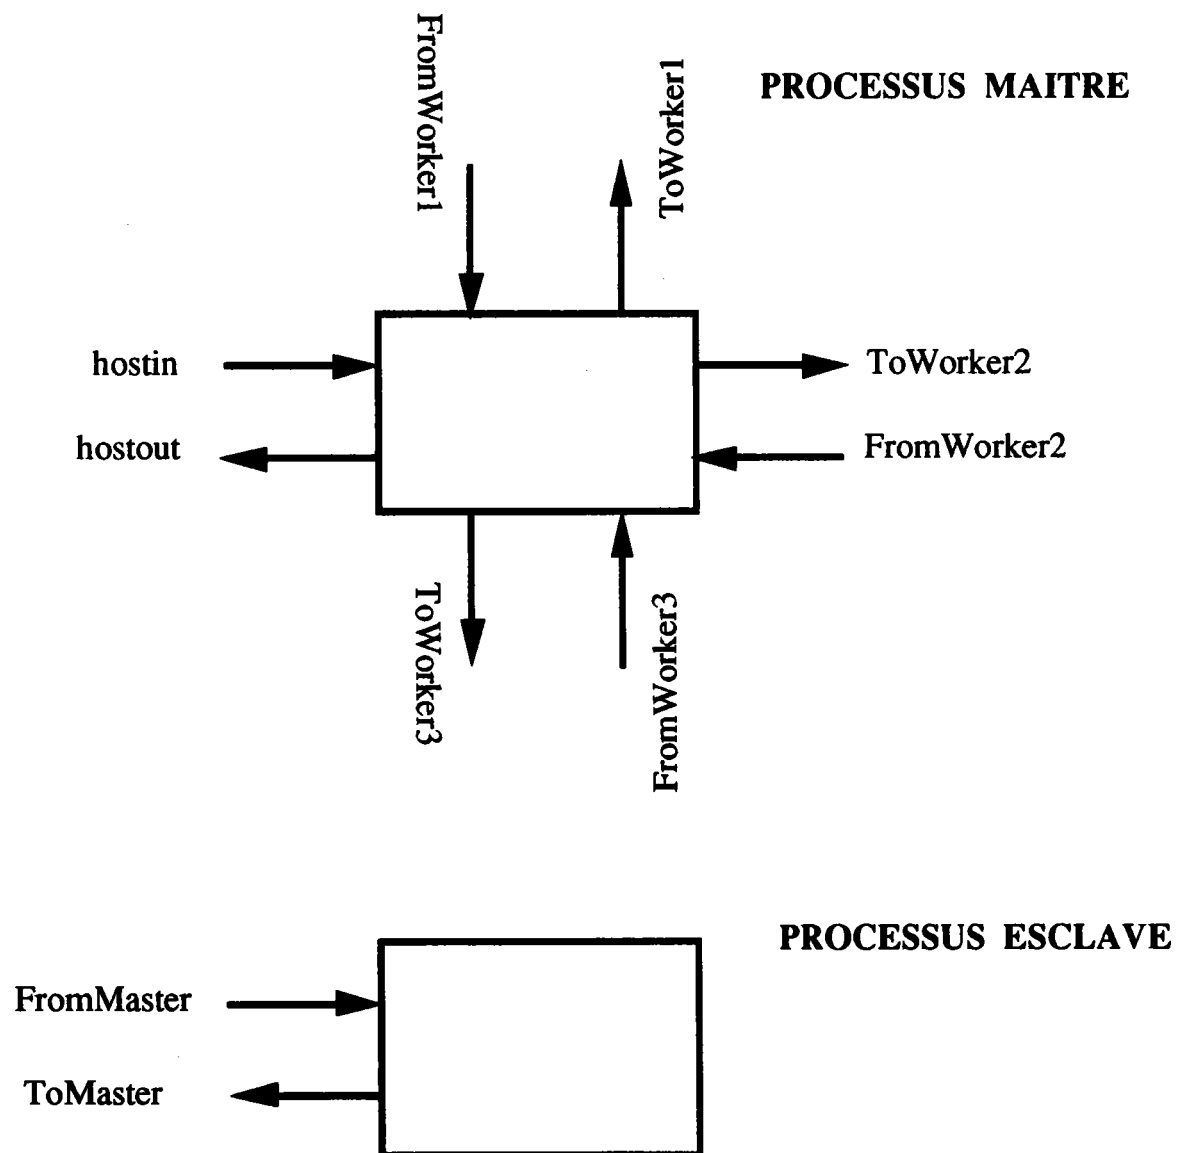 FromWorker1
ToWorker1
PROCESSUS MAITRE
hostin
ToWorker2
hostout
FromWorker2
ToWorker3
FromWorker3
PROCESSUS ESCLAVE
FromMaster
ToMaster